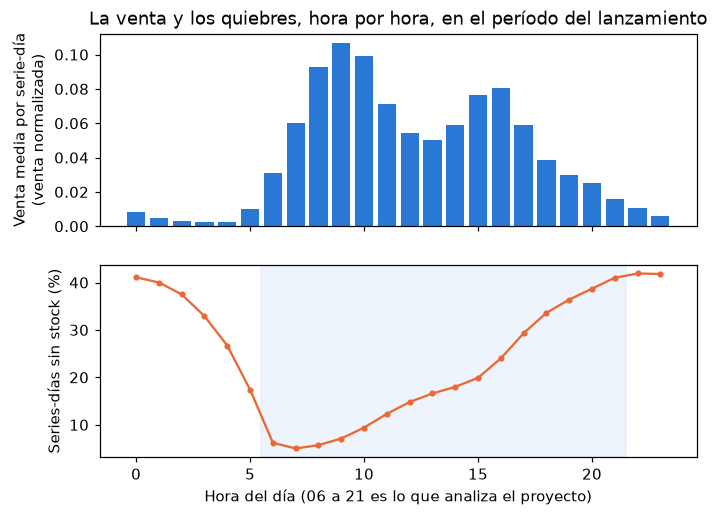 La venta y los quiebres, hora por hora, en el período del lanzamiento
Venta media por serie-día
(venta normalizada)
0.10
0.08
0.06
0.04
0.02
0.00
Series-días sin stock (%)
40
30
20
10
0 5 10 15 20
Hora del día (06 a 21 es lo que analiza el proyecto)